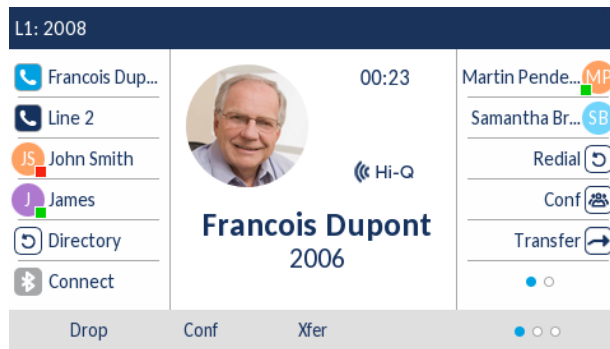 L1: 2008
Francois Dup...
Line 2
JS John Smith
J James
Directory
Connect
00:23
Hi-Q
Francois Dupont
2006
Martin Pende... MP
Samantha Br... SB
Redial
Conf
Transfer
Drop Conf Xfer